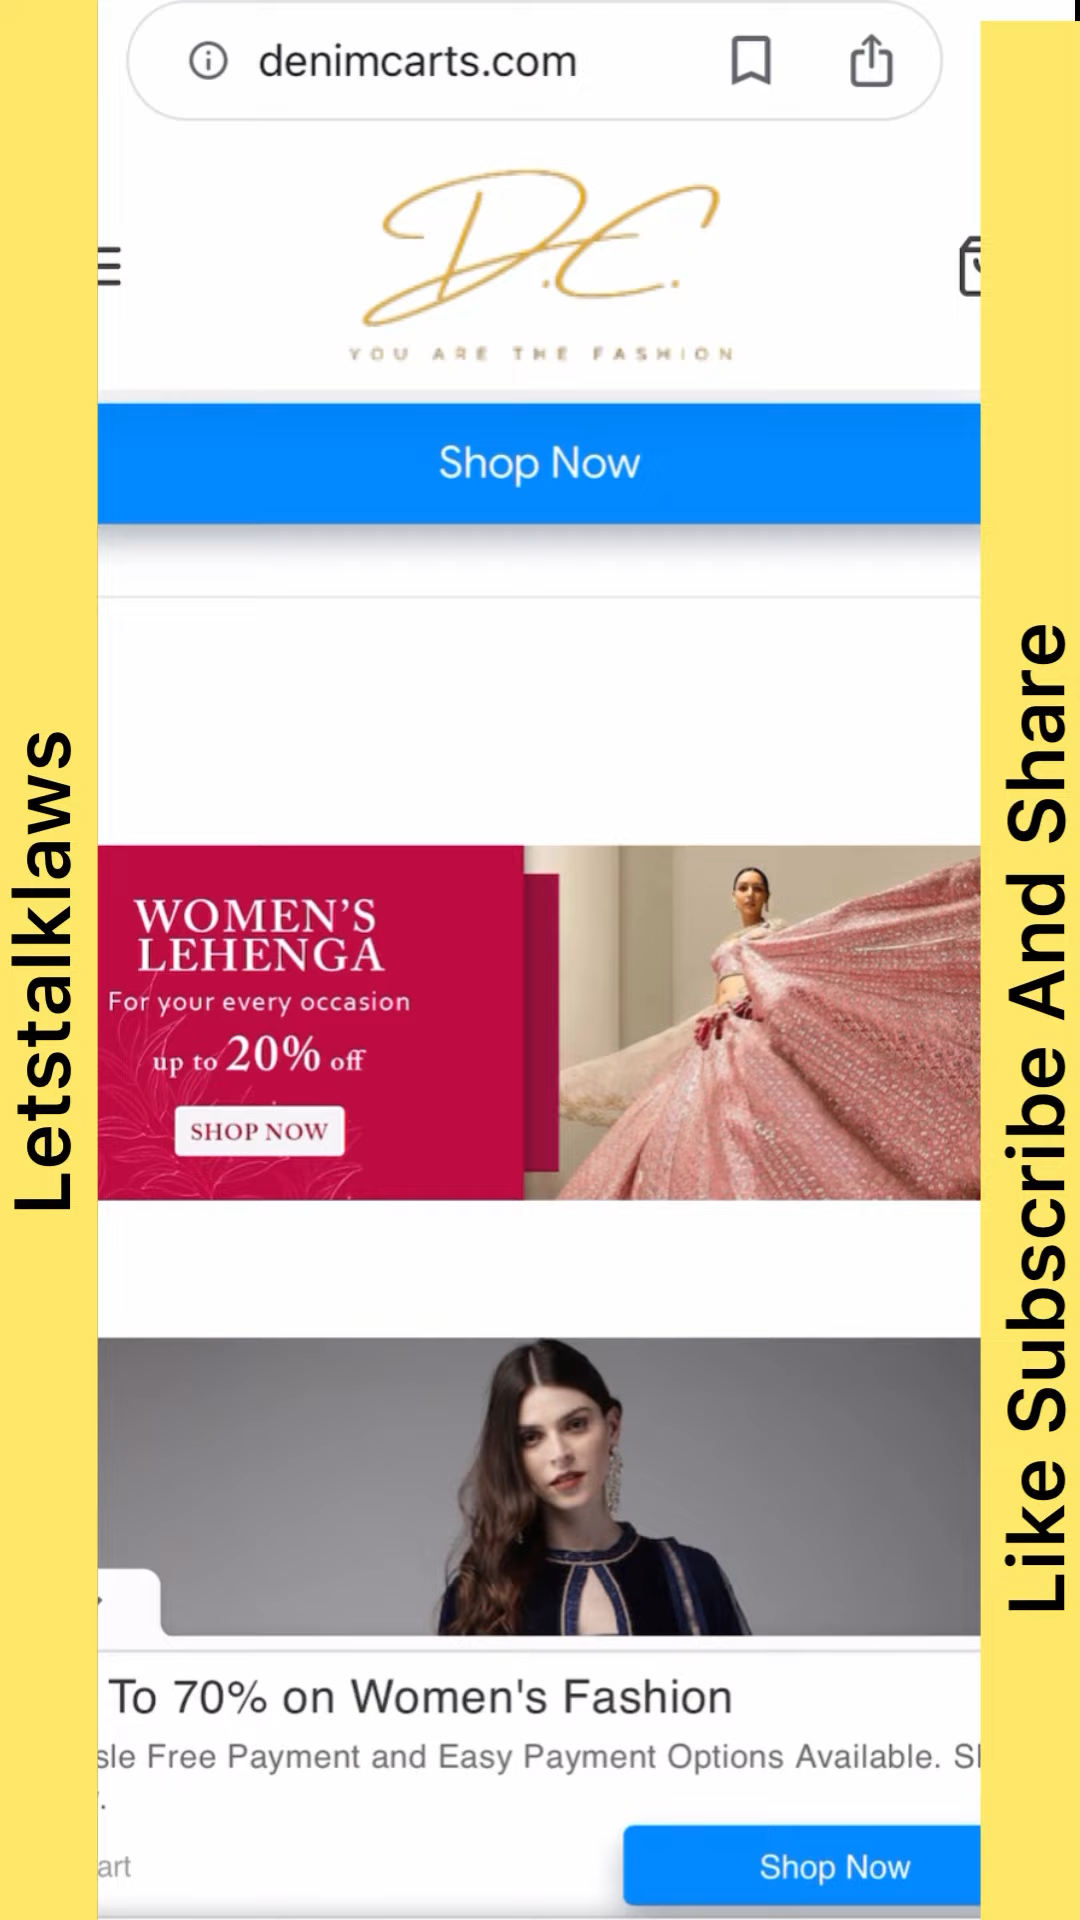 denimcarts.com
D.C.
YOU ARE THE FASHION
Shop Now
WOMEN'S
LEHENGA
For your every occasion
up to 20% off
SHOP NOW
To 70% on Women's Fashion
sle Free Payment and Easy Payment Options Available. Sh
art
Shop Now
Letstalklaws
Like Subscribe And Share